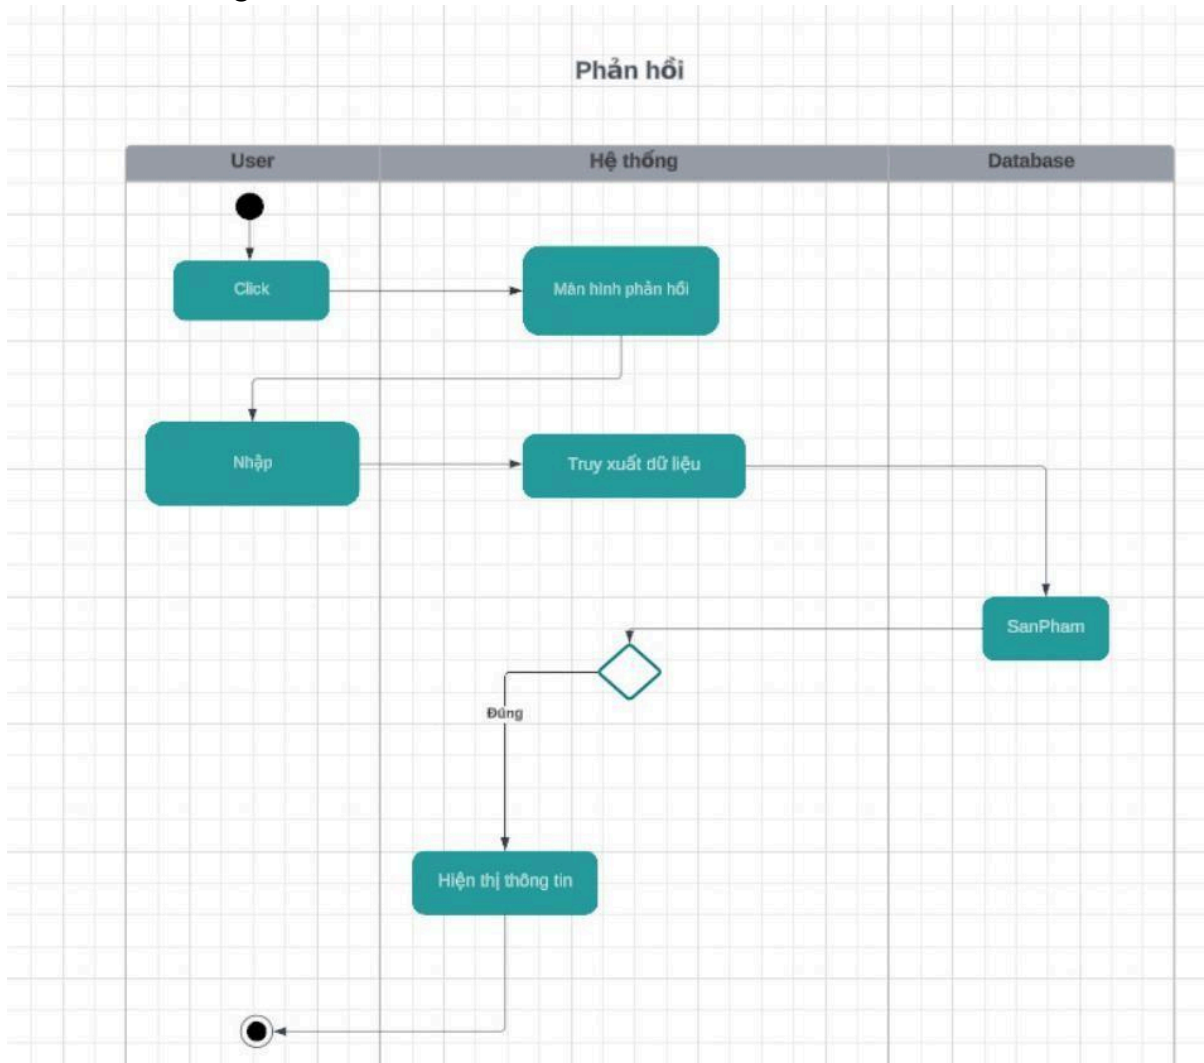 Phản hồi
User
Hệ thống
Database
Click
Màn hình phản hồi
Nhập
Truy xuất dữ liệu
SanPham
Đúng
Hiện thị thông tin